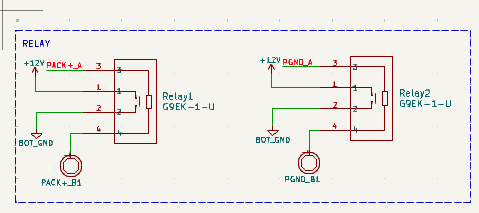 RELAY
+12V
PACK+_A
3
3
1
1
2
2
4
4
Relay1
G9EK-1-U
BOT_GND
PACK+_B1
+12V
PGND_A
3
3
1
1
2
2
4
4
Relay2
G9EK-1-U
BOT_GND
PGND_B1